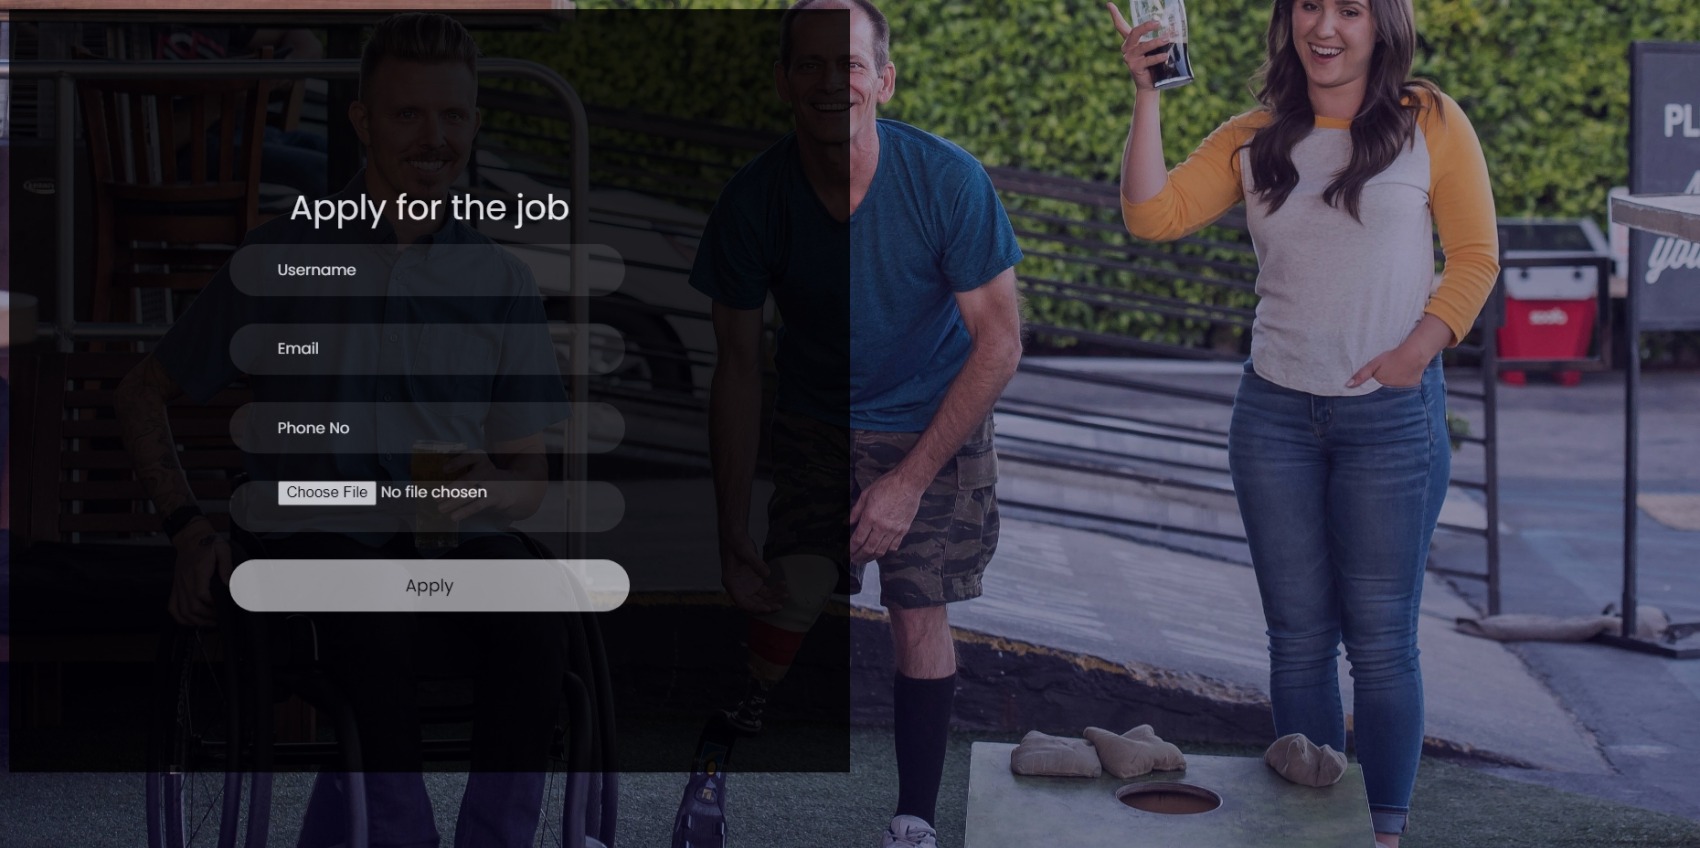 Apply for the job
Username
Email
Phone No
Choose File No file chosen
Apply
PL
you